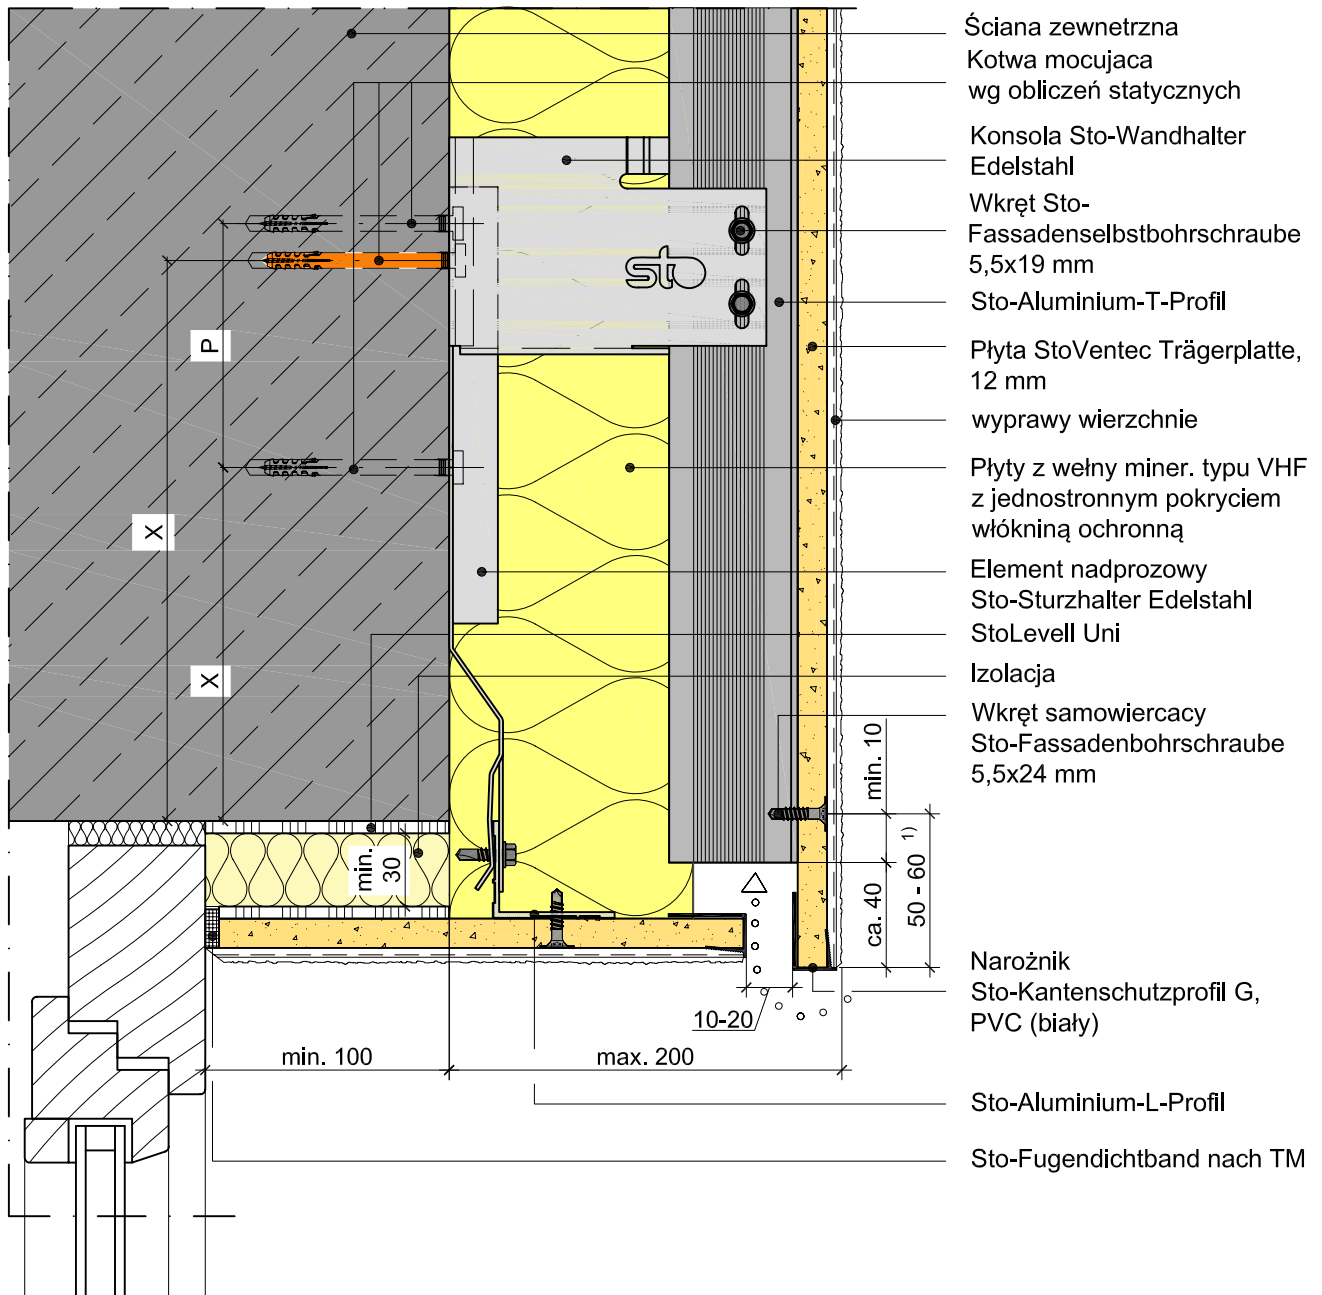 Ściana zewnetrzna
Kotwa mocujaca
wg obliczeń statycznych
Konsola Sto-Wandhalter
Edelstahl
Wkręt Sto-
Fassadenselbstbohrschraube
5,5x19 mm
Sto-Aluminium-T-Profil
Płyta StoVentec Trägerplatte,
12 mm
wyprawy wierzchnie
Płyty z wełny miner. typu VHF
z jednostronnym pokryciem
włókniną ochronną
Element nadprozowy
Sto-Sturzhalter Edelstahl
StoLevell Uni
Izolacja
Wkręt samowiercacy
Sto-Fassadenbohrschraube
5,5x24 mm
Narożnik
Sto-Kantenschutzprofil G,
PVC (biały)
Sto-Aluminium-L-Profil
Sto-Fugendichtband nach TM
sto
P
X
X
min.
30
min. 10
ca. 40
50 - 60 1)
10-20
min. 100
max. 200